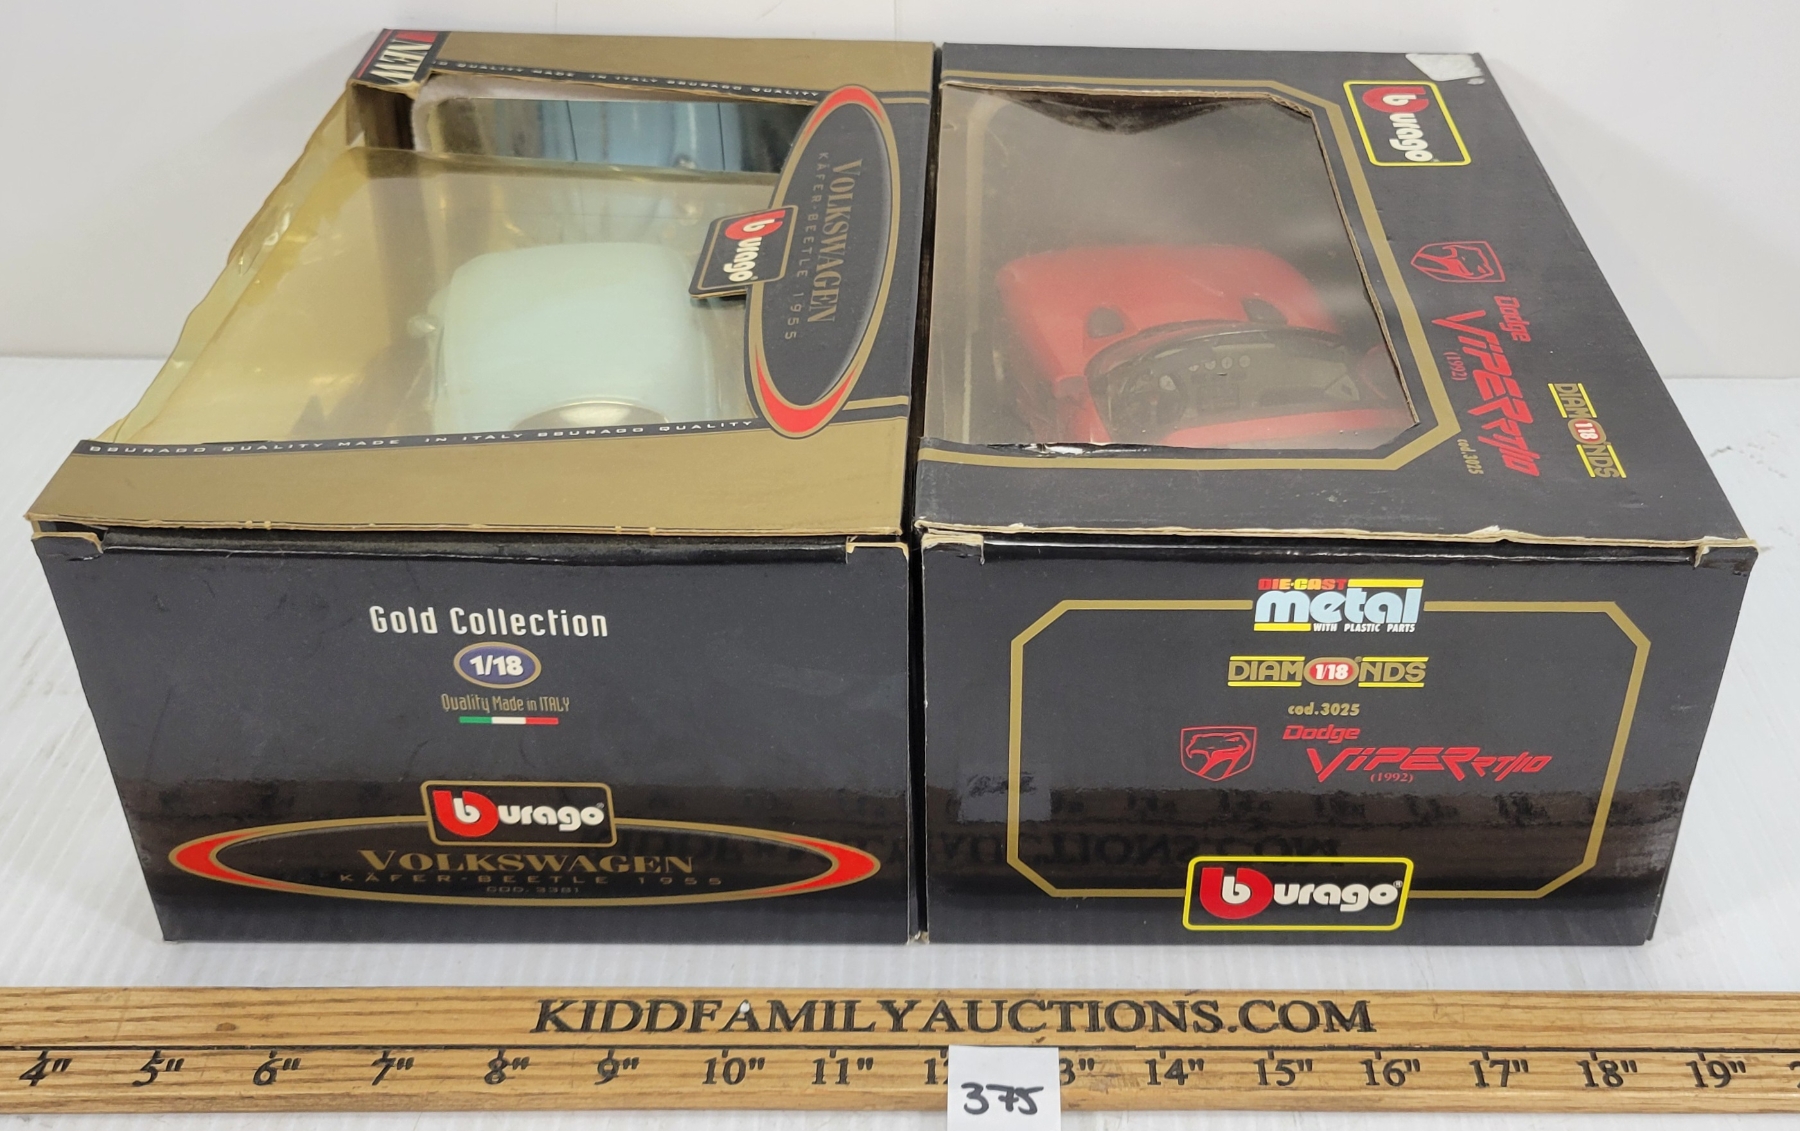 NEW
BBURAGO QUALITY MADE IN ITALY BBURAGO QUALITY
VOLKSWAGEN
KÄFER-BEETLE 1955
burago
BBURAGO QUALITY MADE IN ITALY BBURAGO QUALITY
burago
Dodge
VIPER RT/10
(1992)
cod.3025
DIAMONDS
1/18
Gold Collection
1/18
Quality Made in ITALY
burago
VOLKSWAGEN
KÄFER-BEETLE 1955
COD. 3381
DIE-CAST
metal
WITH PLASTIC PARTS
DIAM 1/18 NDS
cod.3025
Dodge
VIPER RT/10
(1992)
burago
KIDDFAMILYAUCTIONS.COM
4" 5" 6" 7" 8" 9" 10" 11" 3" 14" 15" 16" 17" 18" 19"
375